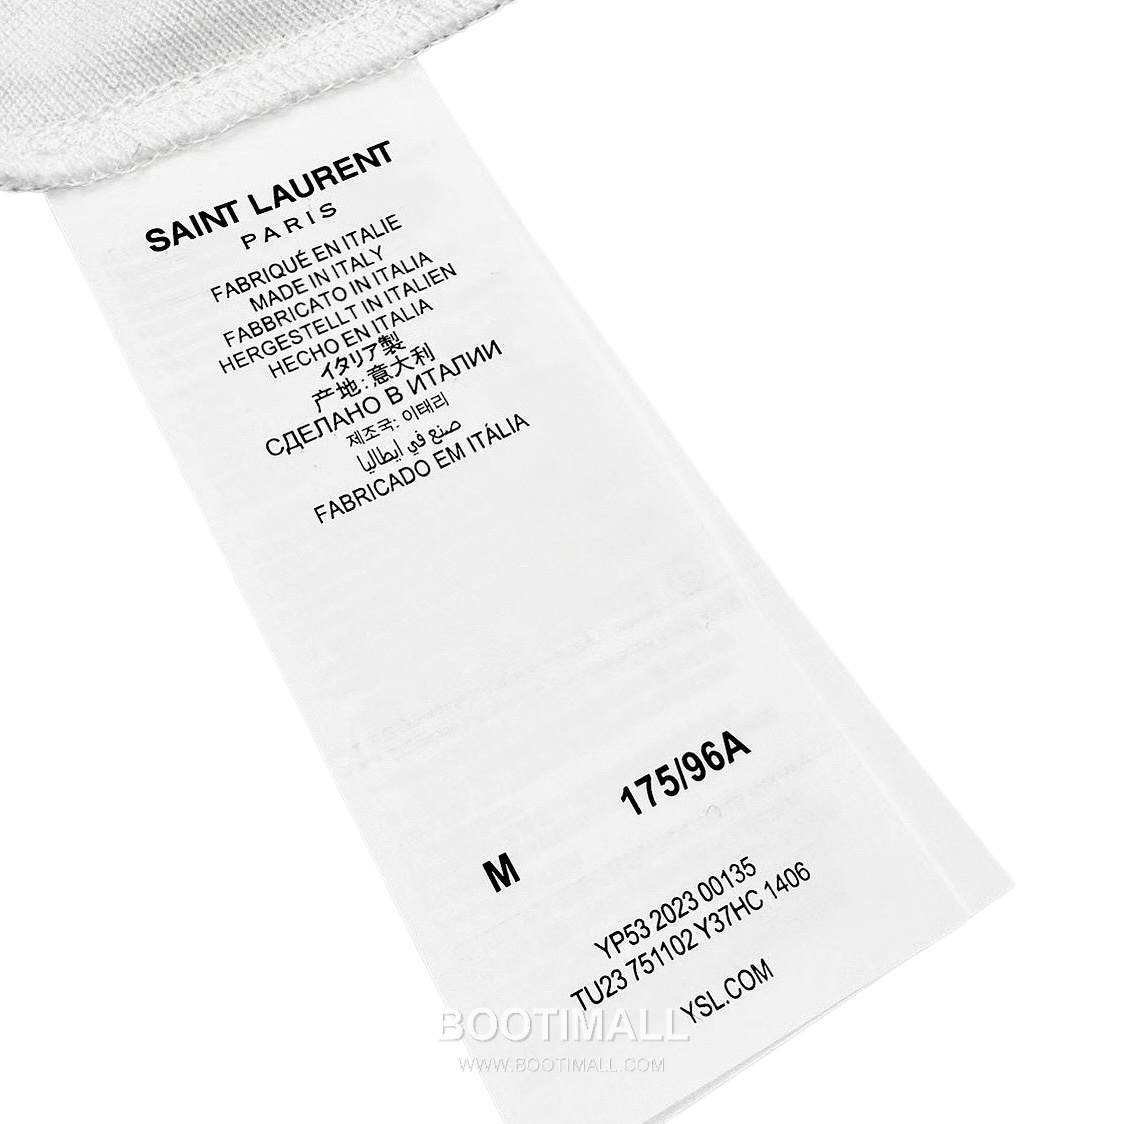 SAINT LAURENT
PARIS
FABRIQUÉ EN ITALIE
MADE IN ITALY
FABBRICATO IN ITALIA
HERGESTELLT IN ITALIEN
HECHO EN ITALIA
イタリア製
产地:意大利
СДЕЛАНО В ИТАЛИИ
제조국: 이태리
صنع في ايطاليا
FABRICADO EM ITÁLIA
175/96A
M
YP53 2023 00135
TU23 751102 Y37HC 1406
YSL.COM
BOOTIMALL
WWW.BOOTIMALL.COM